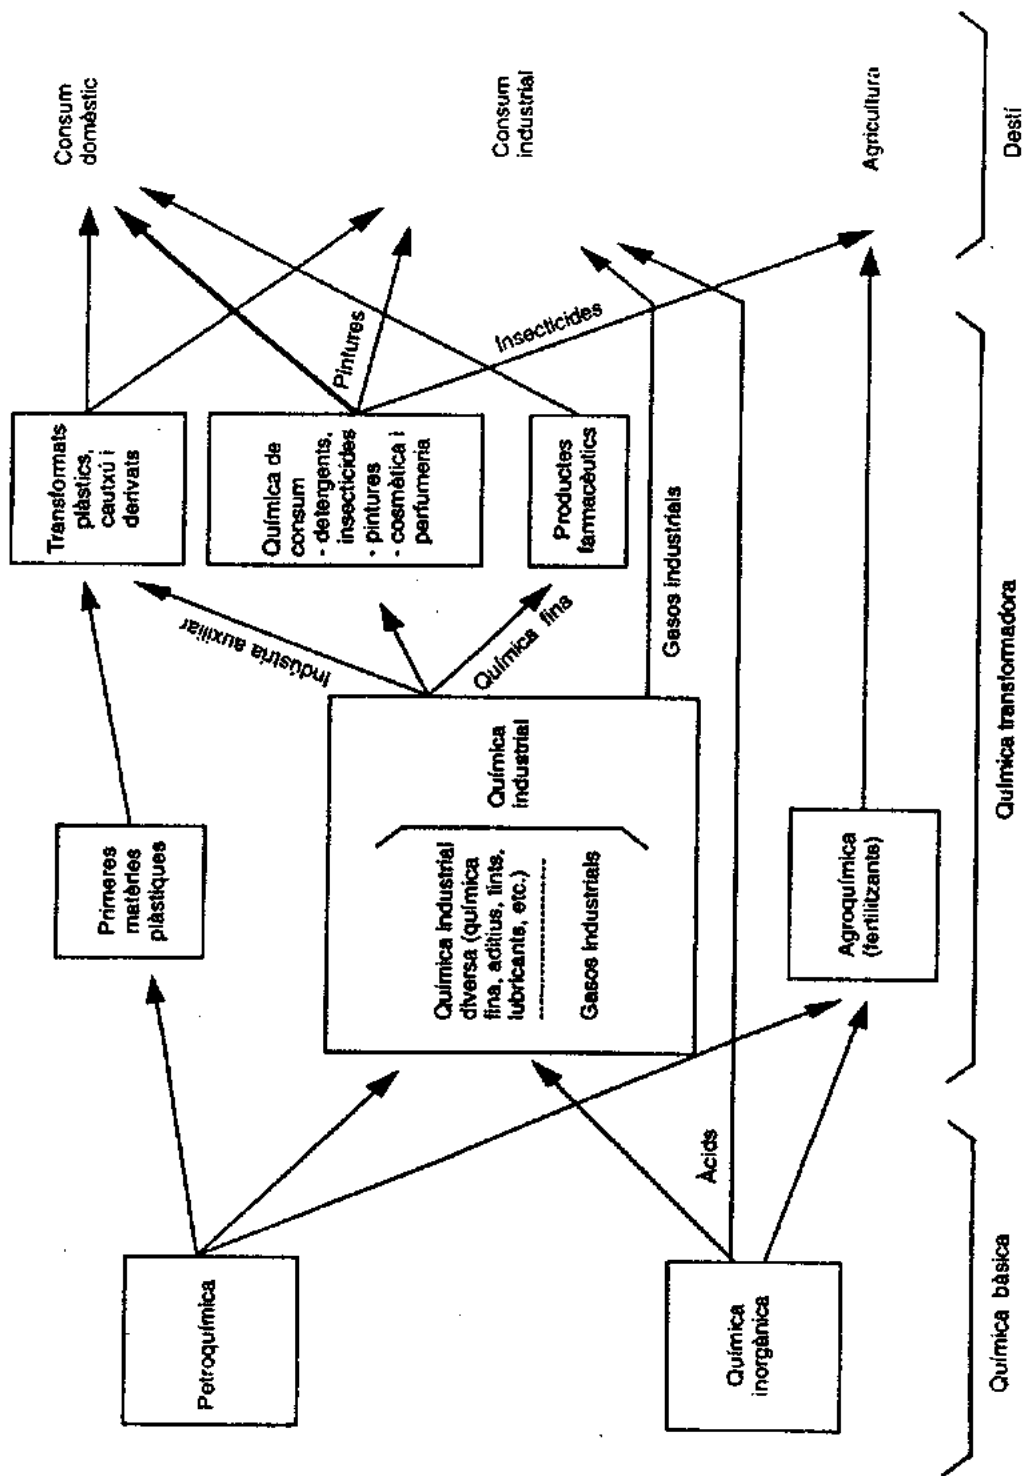 Petroquímica
Química
inorgànica
Àcids
Primeres
matèries
plàstiques
Química industrial
diversa (química
fina, aditius, tints,
lubricants, etc.)
Gasos industrials
Química
industrial
Agroquímica
(fertilitzants)
Indústria auxiliar
Química fina
Gasos industrials
Transformats
plàstics,
cautxú i
derivats
Química de
consum
- detergents,
insecticides
- pintures
- cosmètica i
perfumeria
Productes
farmacèutics
Pintures
Insecticides
Consum
domèstic
Consum
industrial
Agricultura
Química bàsica
Química transformadora
Destí